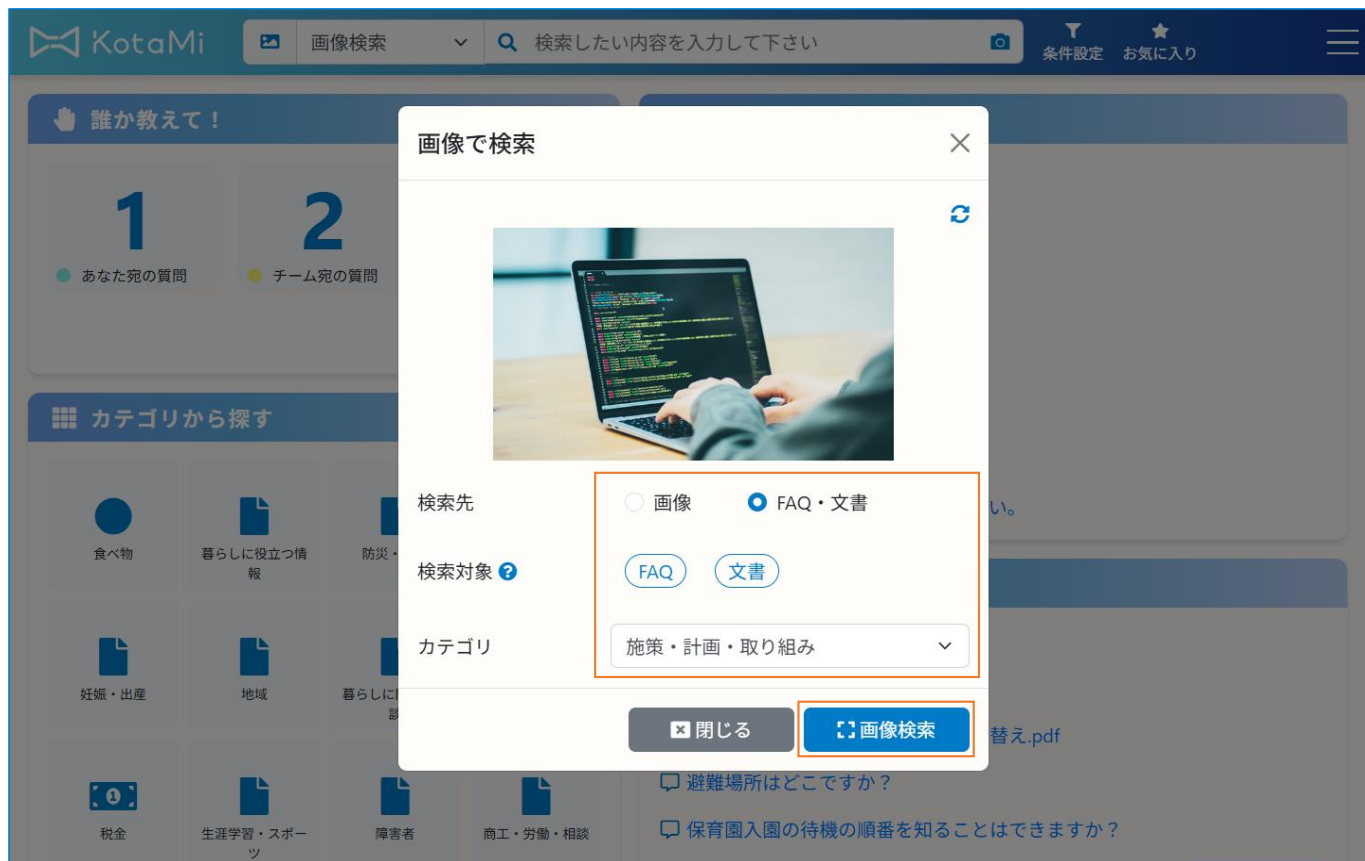 KotaMi
画像検索
検索したい内容を入力して下さい
条件設定
お気に入り
誰か教えて！
1
あなた宛の質問
2
チーム宛の質問
カテゴリから探す
食べ物
暮らしに役立つ情
報
防災・
妊娠・出産
地域
暮らしに
税金
生涯学習・スポー
ツ
障害者
商工・労働・相談
画像で検索
検索先
画像
FAQ・文書
検索対象
FAQ
文書
カテゴリ
施策・計画・取り組み
閉じる
画像検索
い。
替え.pdf
避難場所はどこですか？
保育園入園の待機の順番を知ることはできますか？